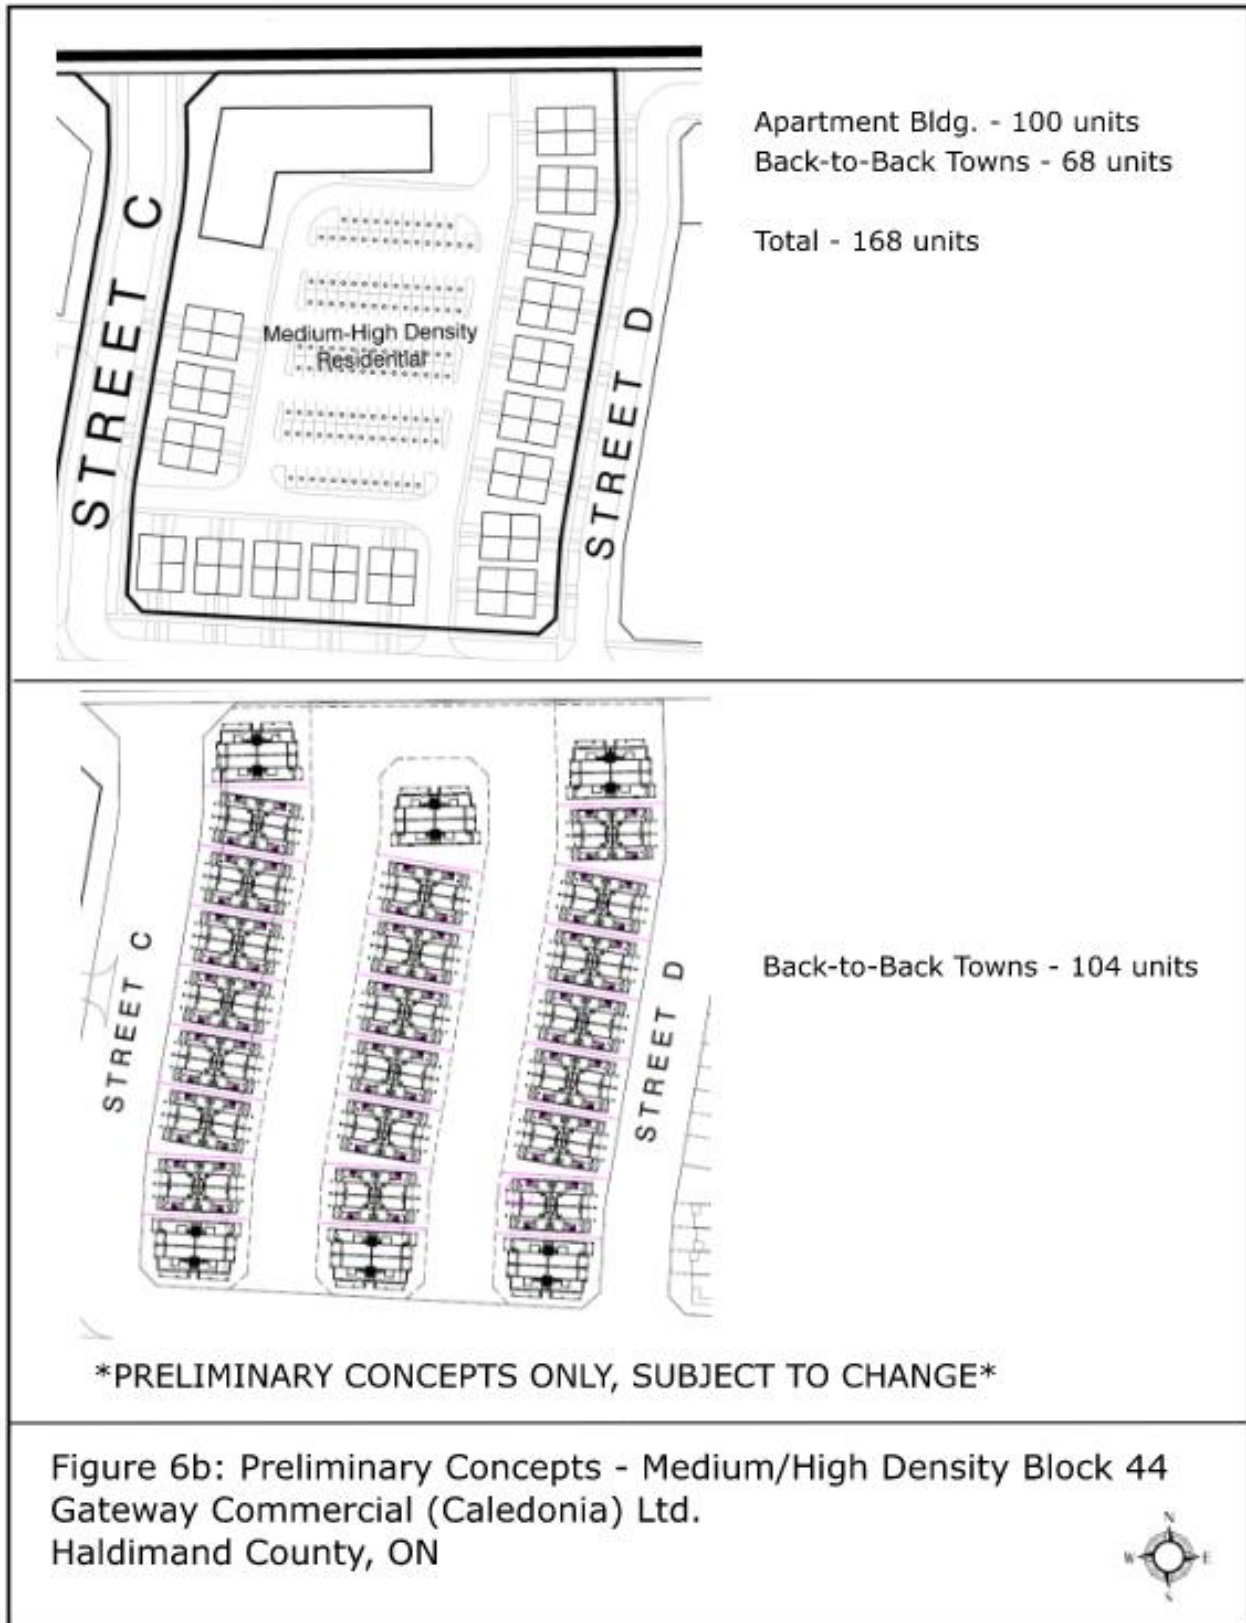 Apartment Bldg. - 100 units
Back-to-Back Towns - 68 units
Total - 168 units
STREET C
Medium-High Density
Residential
STREET D
STREET C
STREET D
Back-to-Back Towns - 104 units
*PRELIMINARY CONCEPTS ONLY, SUBJECT TO CHANGE*
Figure 6b: Preliminary Concepts - Medium/High Density Block 44
Gateway Commercial (Caledonia) Ltd.
Haldimand County, ON
N
W E
S